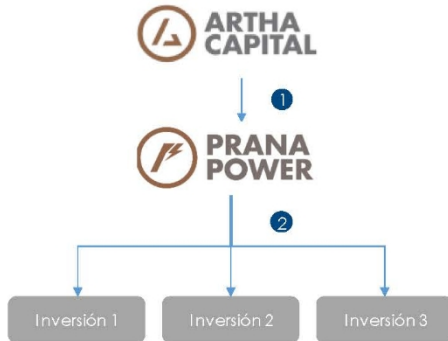 ARTHA
CAPITAL
1
PRANA
POWER
2
Inversión 1
Inversión 2
Inversión 3